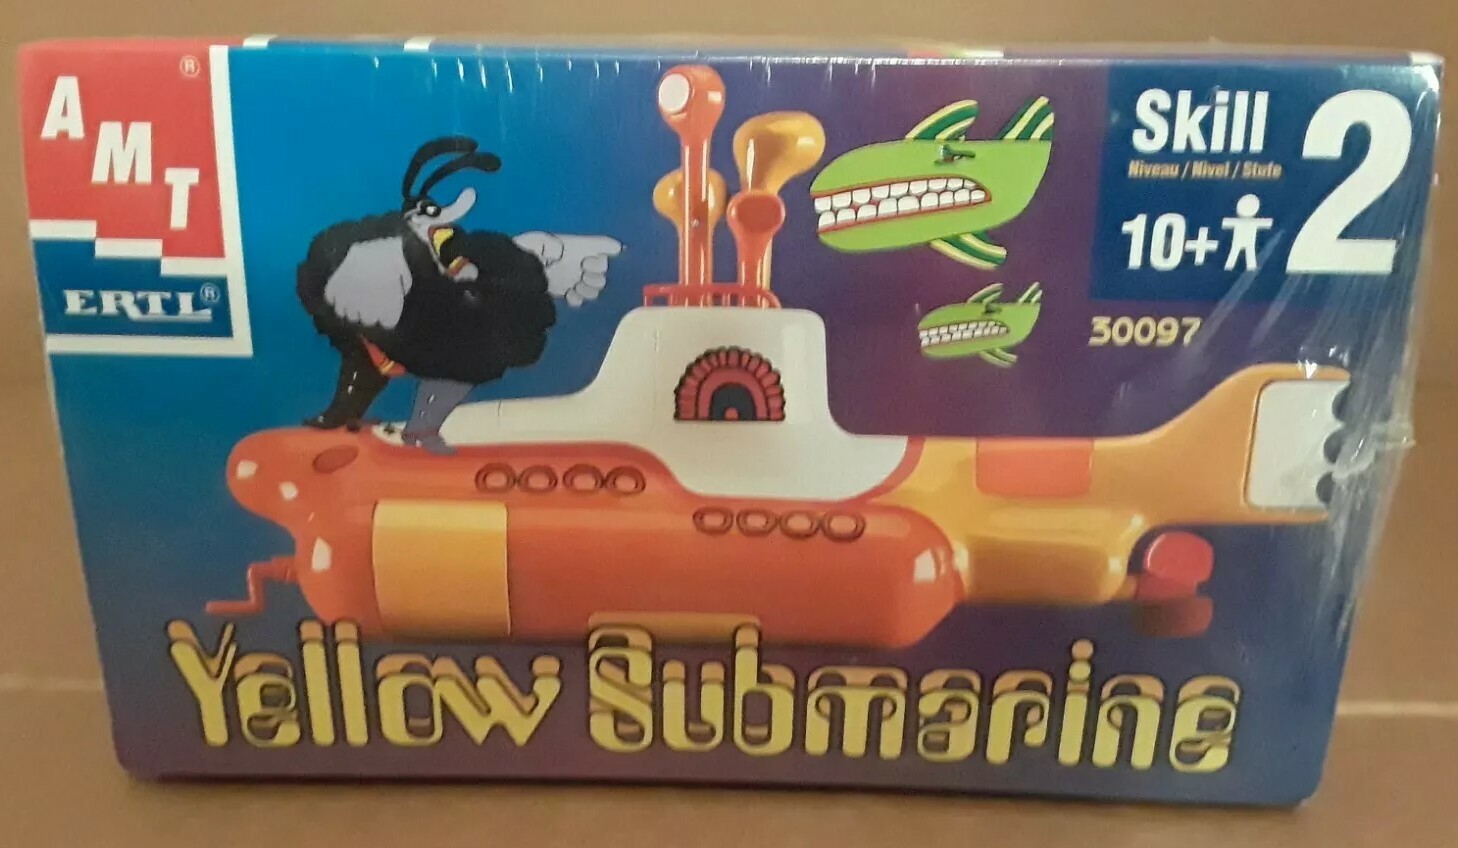 AMT®
ERTL®
Skill 2
Niveau / Nivel / Stufe
10+
30097
Yellow Submarine